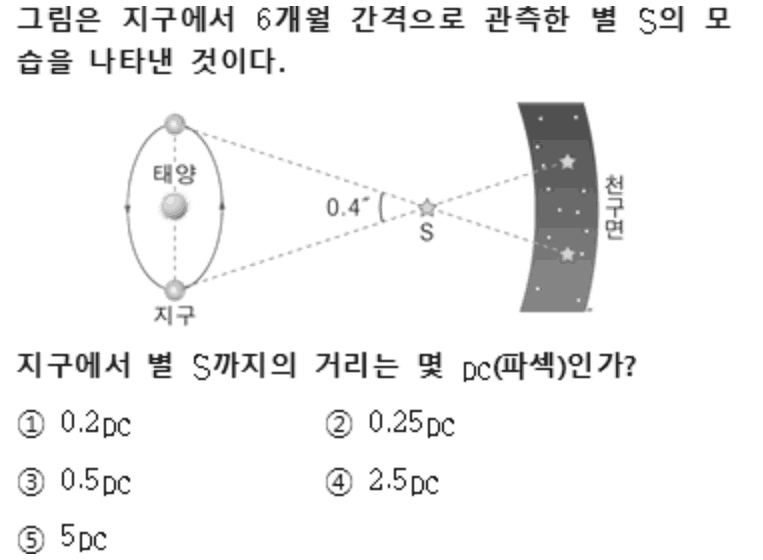 그림은 지구에서 6개월 간격으로 관측한 별 S의 모
습을 나타낸 것이다.
태양
0.4″
S
천구면
지구
지구에서 별 S까지의 거리는 몇 pc(파섹)인가?
① 0.2pc ② 0.25pc
③ 0.5pc ④ 2.5pc
⑤ 5pc